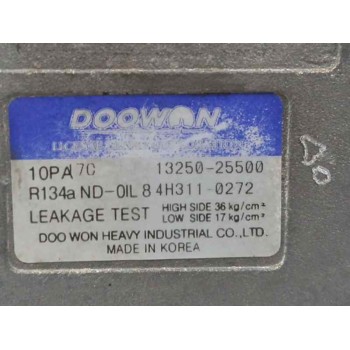 DOOWON
10PA17C 13250-25500
R134a ND-OIL 8 4H311-0272
LEAKAGE TEST HIGH SIDE 36 kg/cm²
LOW SIDE 17 kg/cm²
DOO WON HEAVY INDUSTRIAL CO.,LTD.
MADE IN KOREA